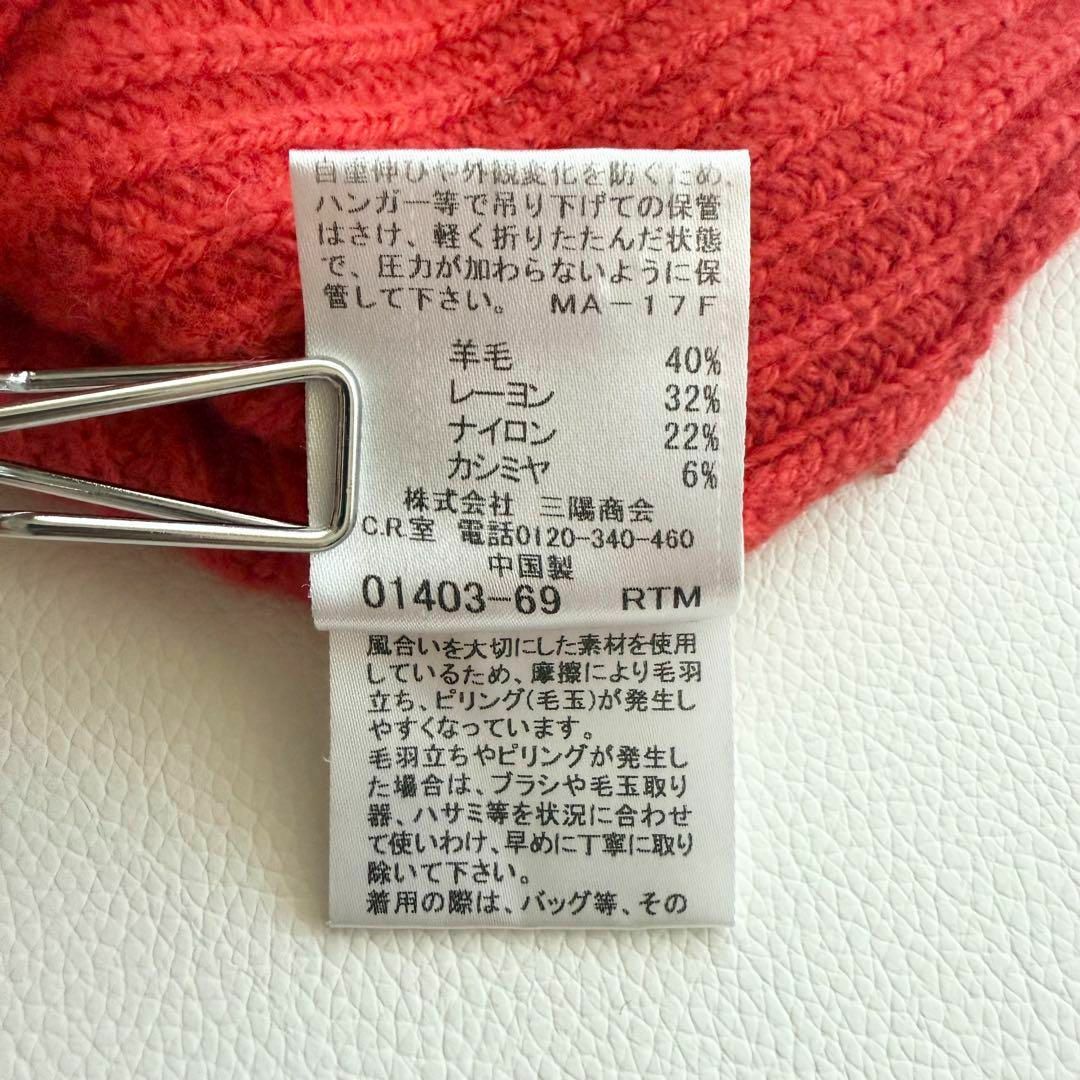 自重伸びや外観変化を防ぐため、
ハンガー等で吊り下げての保管
はさけ、軽く折りたたんだ状態
で、圧力が加わらないように保
管して下さい。 MA-17F
羊毛 40%
レーヨン 32%
ナイロン 22%
カシミヤ 6%
株式会社 三陽商会
C.R室 電話0120-340-460
中国製
01403-69 RTM
風合いを大切にした素材を使用
しているため、摩擦により毛羽
立ち、ピリング(毛玉)が発生し
やすくなっています。
毛羽立ちやピリングが発生し
た場合は、ブラシや毛玉取り
器、ハサミ等を状況に合わせ
て使いわけ、早めに丁寧に取り
除いて下さい。
着用の際は、バッグ等、その